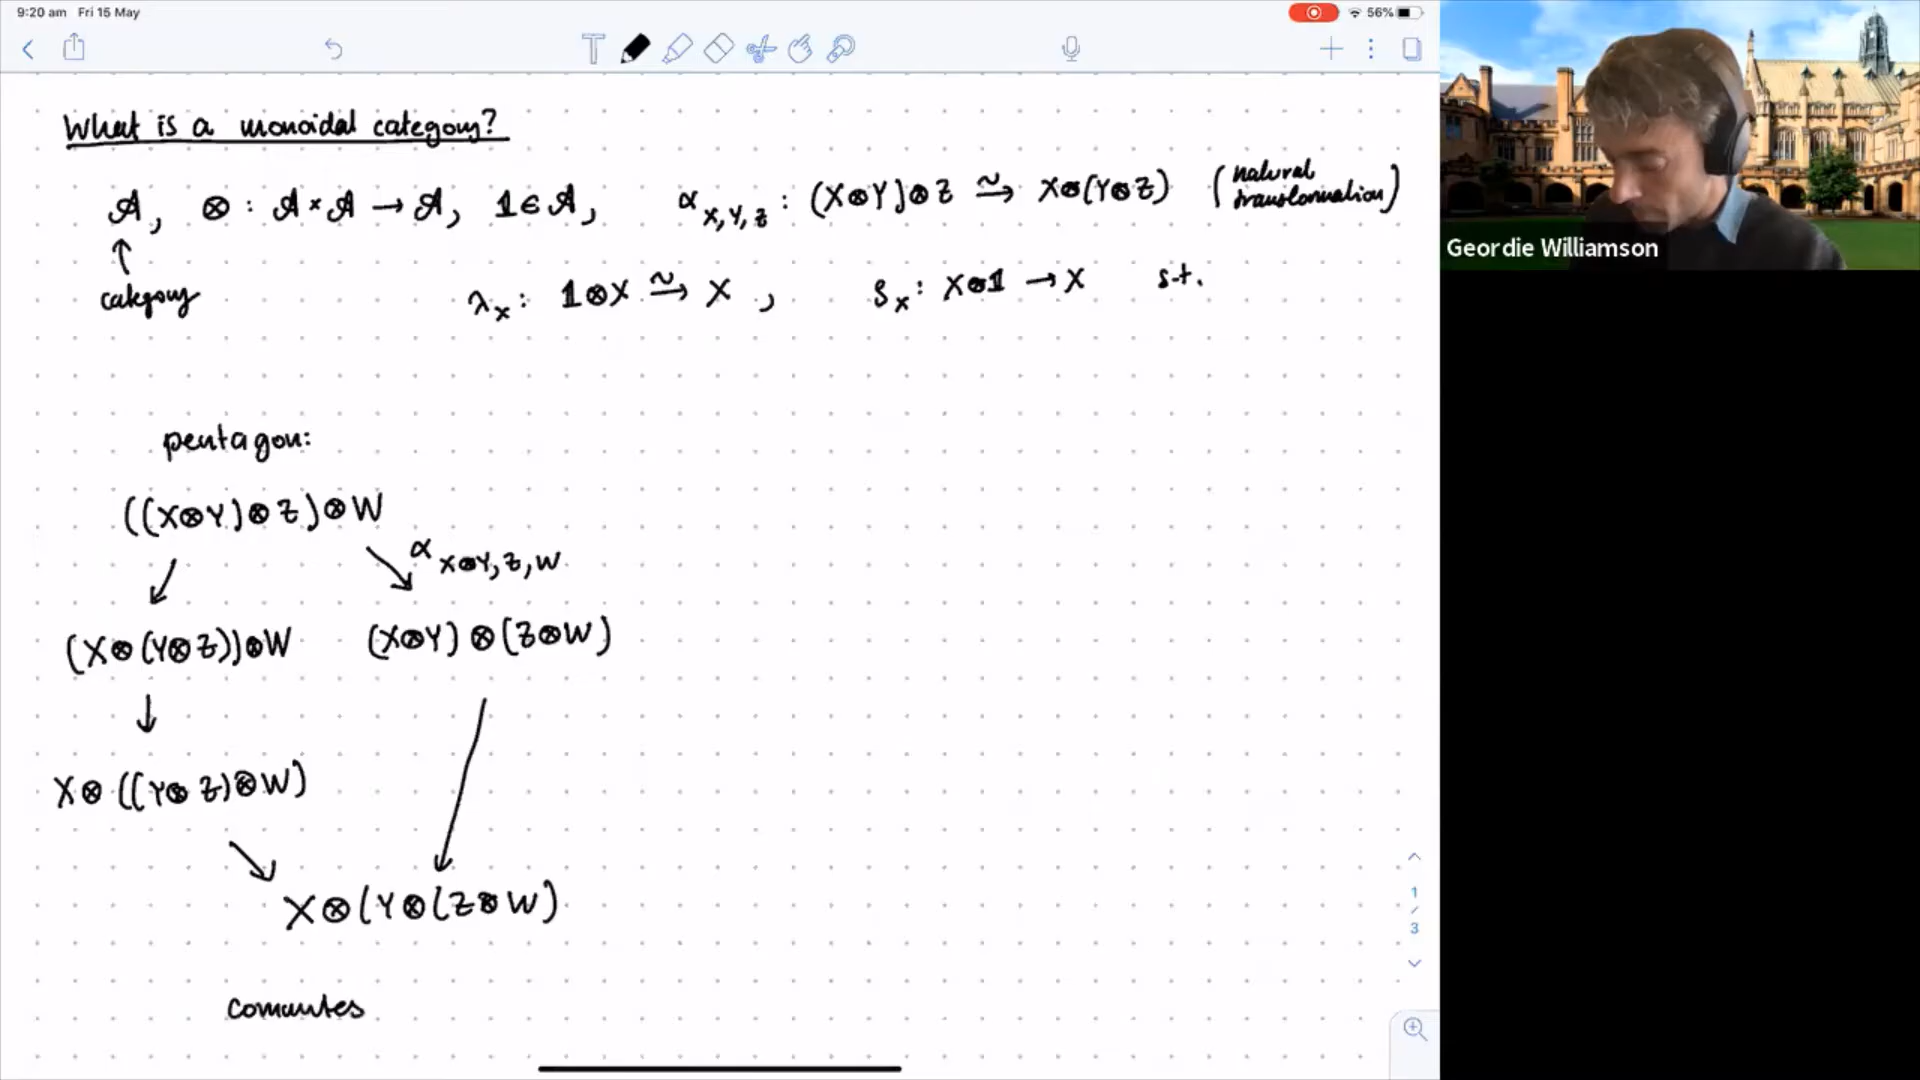 9:20 am Fri 15 May
56%
What is a monoidal category?
𝒜, ⊗ : 𝒜 × 𝒜 → 𝒜, 1 ∈ 𝒜, α_{X,Y,Z} : (X⊗Y)⊗Z ⥲ X⊗(Y⊗Z) (natural transformation)
↑
category
λ_X : 1⊗X ⥲ X , ρ_X : X⊗1 → X s.t.
pentagon:
((X⊗Y)⊗Z)⊗W
↙ ↘ α_{X⊗Y,Z,W}
(X⊗(Y⊗Z))⊗W (X⊗Y)⊗(Z⊗W)
↓ ↓
X⊗((Y⊗Z)⊗W)
↘
X⊗(Y⊗(Z⊗W)
comuutes
Geordie Williamson
1
/
3